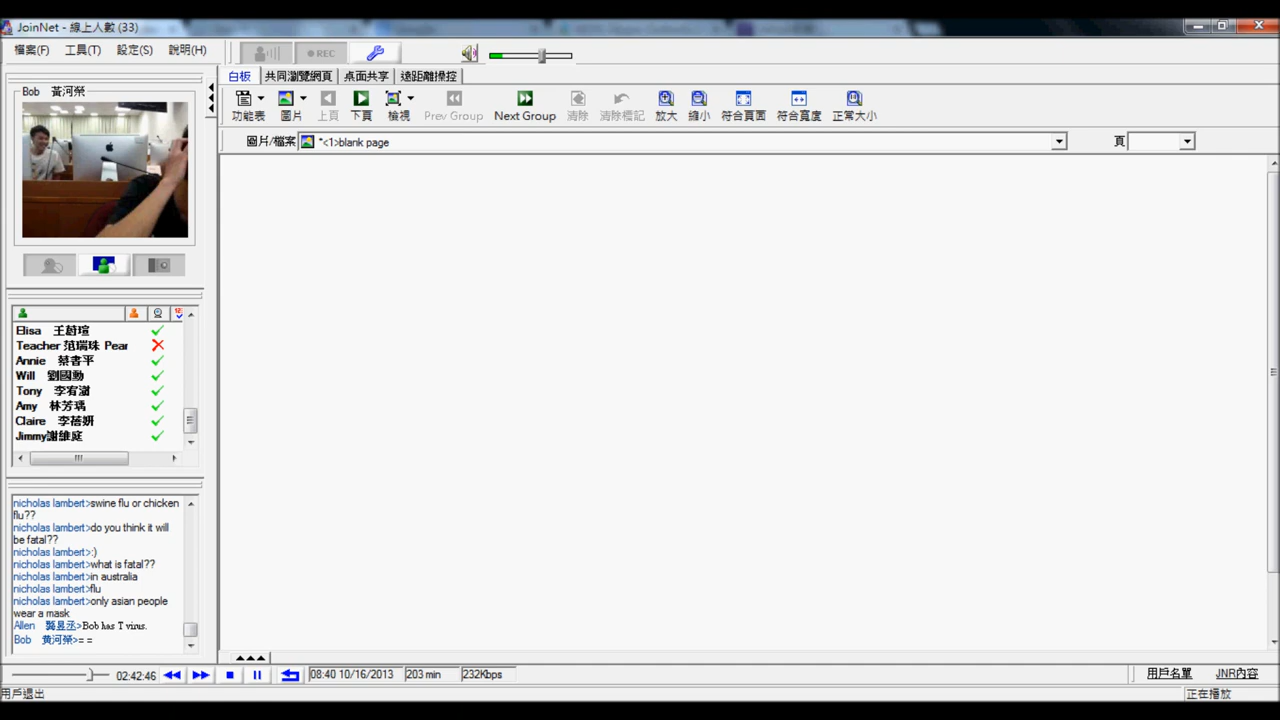 JoinNet - 線上人數 (33)
檔案(F) 工具(T) 設定(S) 說明(H)
REC
白板 共同瀏覽網頁 桌面共享 遠距離操控
功能表 圖片 上頁 下頁 檢視 Prev Group Next Group 清除 清除標記 放大 縮小 符合頁面 符合寬度 正常大小
圖片/檔案 *<1>blank page 頁
Bob 黃河榮
Elisa 王蒔瑄
Teacher 范瑞珠 Pear
Annie 蔡書平
Will 劉國勳
Tony 李宥澍
Amy 林芳瑀
Claire 李蓓妍
Jimmy謝維庭
nicholas lambert>swine flu or chicken
flu??
nicholas lambert>do you think it will
be fatal??
nicholas lambert>:)
nicholas lambert>what is fatal??
nicholas lambert>in australia
nicholas lambert>flu
nicholas lambert>only asian people
wear a mask
Allen 龔昱丞>Bob has T virus.
Bob 黃河榮>= =
02:42:46 08:40 10/16/2013 203 min 232Kbps 用戶名單 JNR內容
用戶退出 正在播放